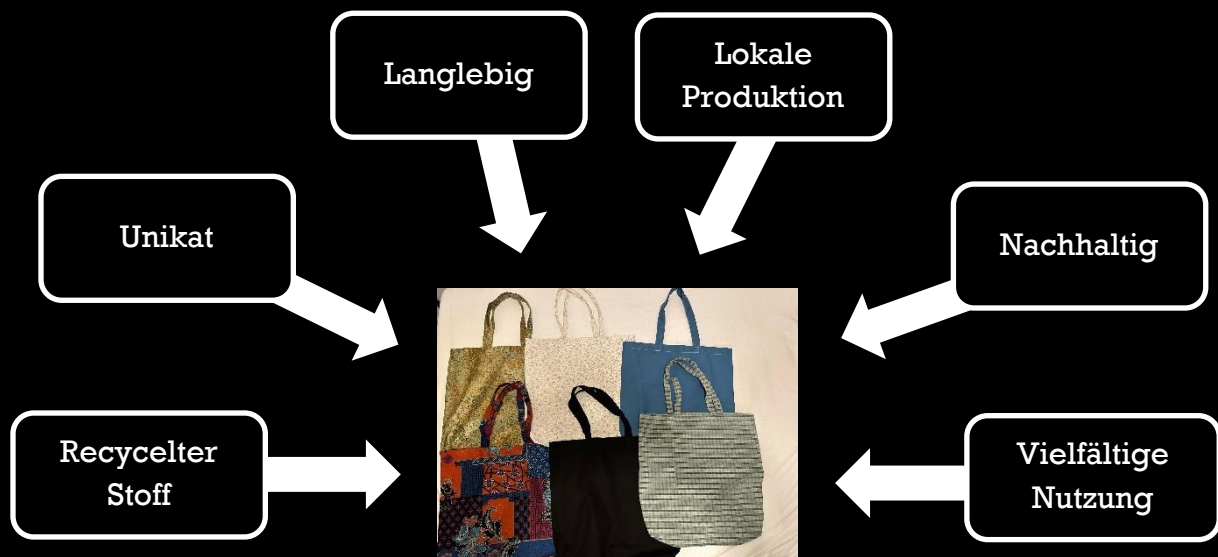 Langlebig
Lokale
Produktion
Unikat
Nachhaltig
Recycelter
Stoff
Vielfältige
Nutzung